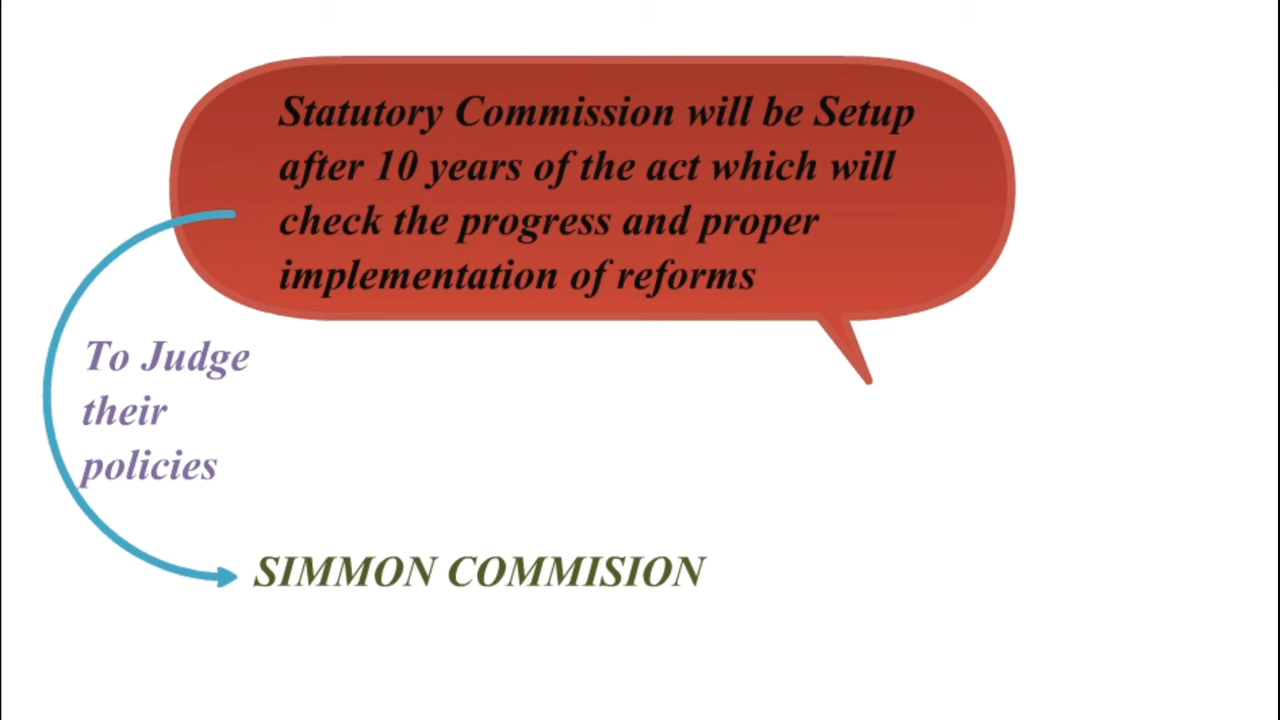 Statutory Commission will be Setup
after 10 years of the act which will
check the progress and proper
implementation of reforms
To Judge
their
policies
SIMMON COMMISION